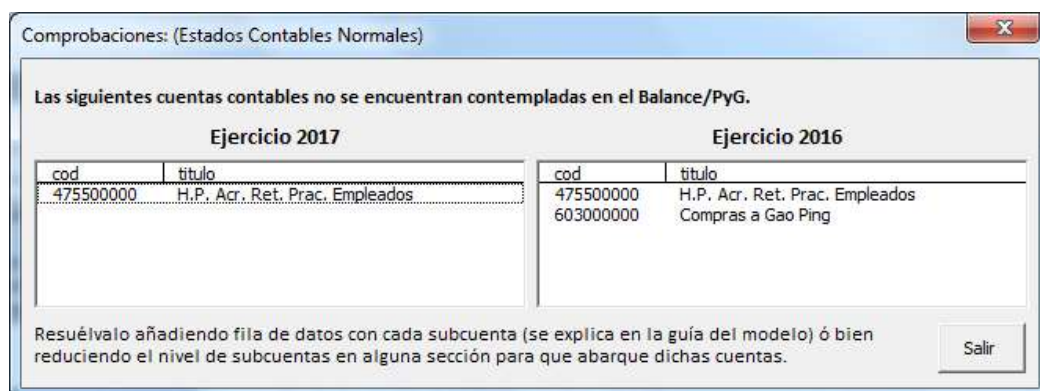 Comprobaciones: (Estados Contables Normales)
Las siguientes cuentas contables no se encuentran contempladas en el Balance/PyG.
Ejercicio 2017
cod titulo
475500000 H.P. Acr. Ret. Prac. Empleados
Ejercicio 2016
cod titulo
475500000 H.P. Acr. Ret. Prac. Empleados
603000000 Compras a Gao Ping
Resuélvalo añadiendo fila de datos con cada subcuenta (se explica en la guía del modelo) ó bien
reduciendo el nivel de subcuentas en alguna sección para que abarque dichas cuentas.
Salir